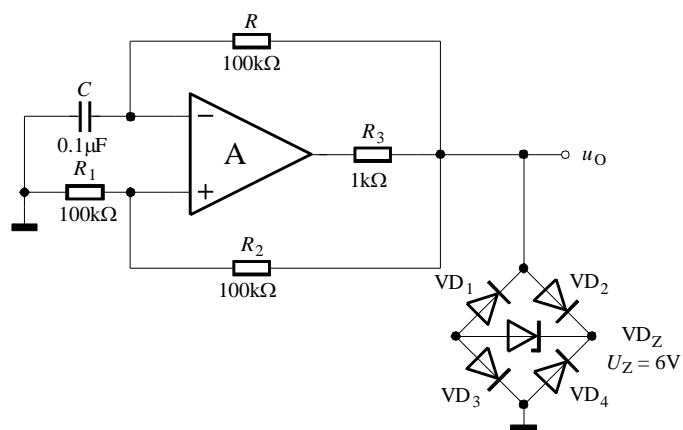 R
100kΩ
C
0.1μF
R1
100kΩ
A
R3
1kΩ
uO
R2
100kΩ
VD1
VD2
VDZ
UZ = 6V
VD3
VD4